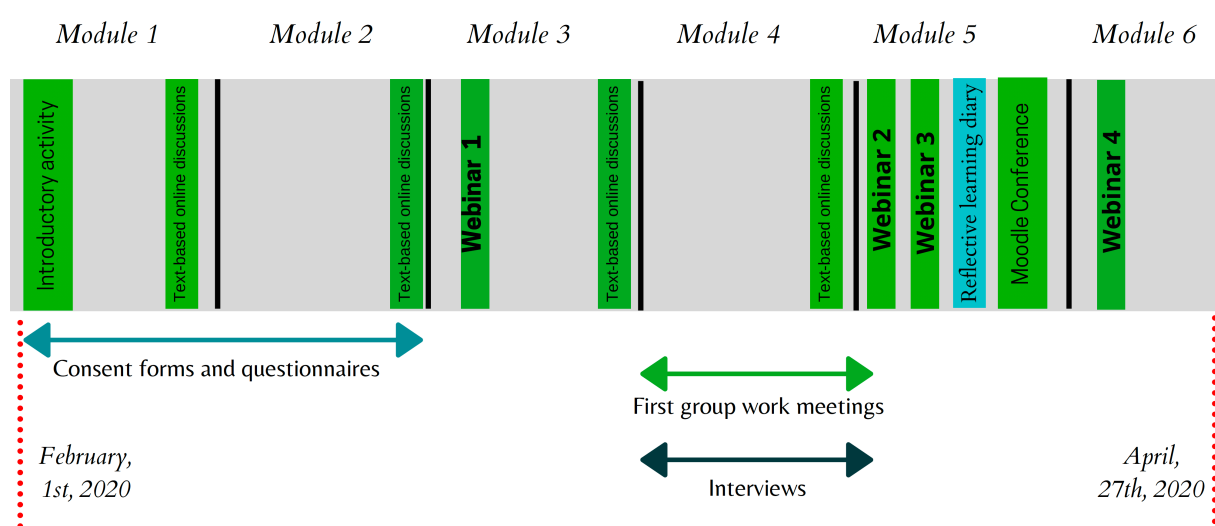 Module 1
Module 2
Module 3
Module 4
Module 5
Module 6
Introductory activity
Text-based online discussions
Text-based online discussions
Webinar 1
Text-based online discussions
Text-based online discussions
Webinar 2
Webinar 3
Reflective learning diary
Moodle Conference
Webinar 4
Consent forms and questionnaires
First group work meetings
Interviews
February,
1st, 2020
April,
27th, 2020